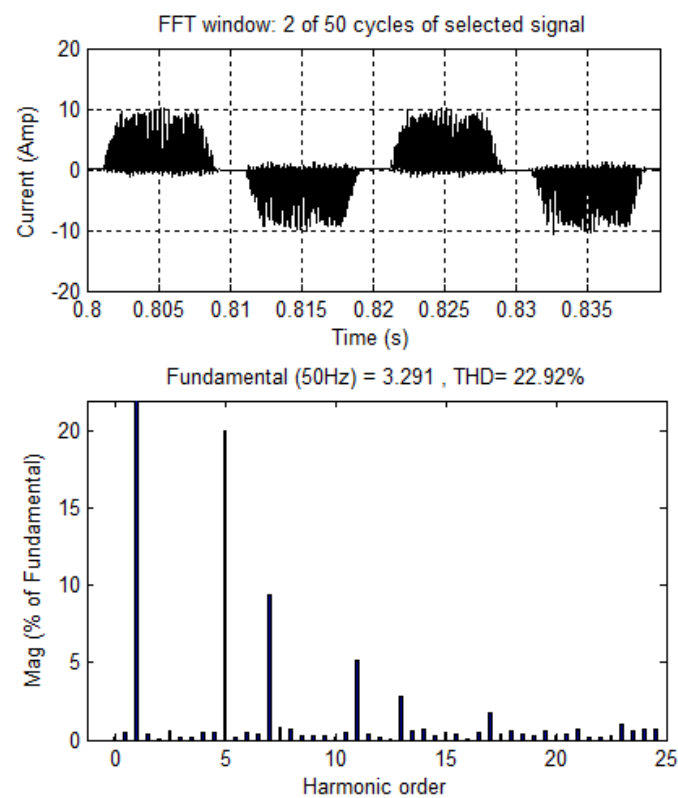 FFT window: 2 of 50 cycles of selected signal
20
10
0
-10
-20
Current (Amp)
0.8 0.805 0.81 0.815 0.82 0.825 0.83 0.835
Time (s)
Fundamental (50Hz) = 3.291 , THD= 22.92%
20
15
10
5
0
Mag (% of Fundamental)
0 5 10 15 20 25
Harmonic order